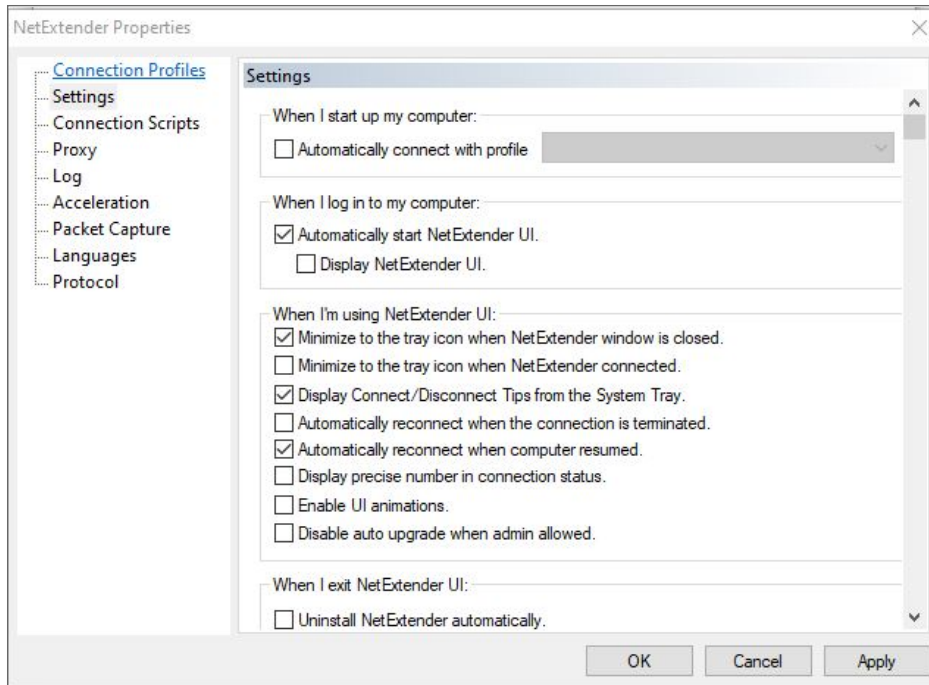 NetExtender Properties
Connection Profiles
Settings
Connection Scripts
Proxy
Log
Acceleration
Packet Capture
Languages
Protocol
Settings
When I start up my computer:
Automatically connect with profile
When I log in to my computer:
Automatically start NetExtender UI.
Display NetExtender UI.
When I'm using NetExtender UI:
Minimize to the tray icon when NetExtender window is closed.
Minimize to the tray icon when NetExtender connected.
Display Connect/Disconnect Tips from the System Tray.
Automatically reconnect when the connection is terminated.
Automatically reconnect when computer resumed.
Display precise number in connection status.
Enable UI animations.
Disable auto upgrade when admin allowed.
When I exit NetExtender UI:
Uninstall NetExtender automatically.
OK Cancel Apply